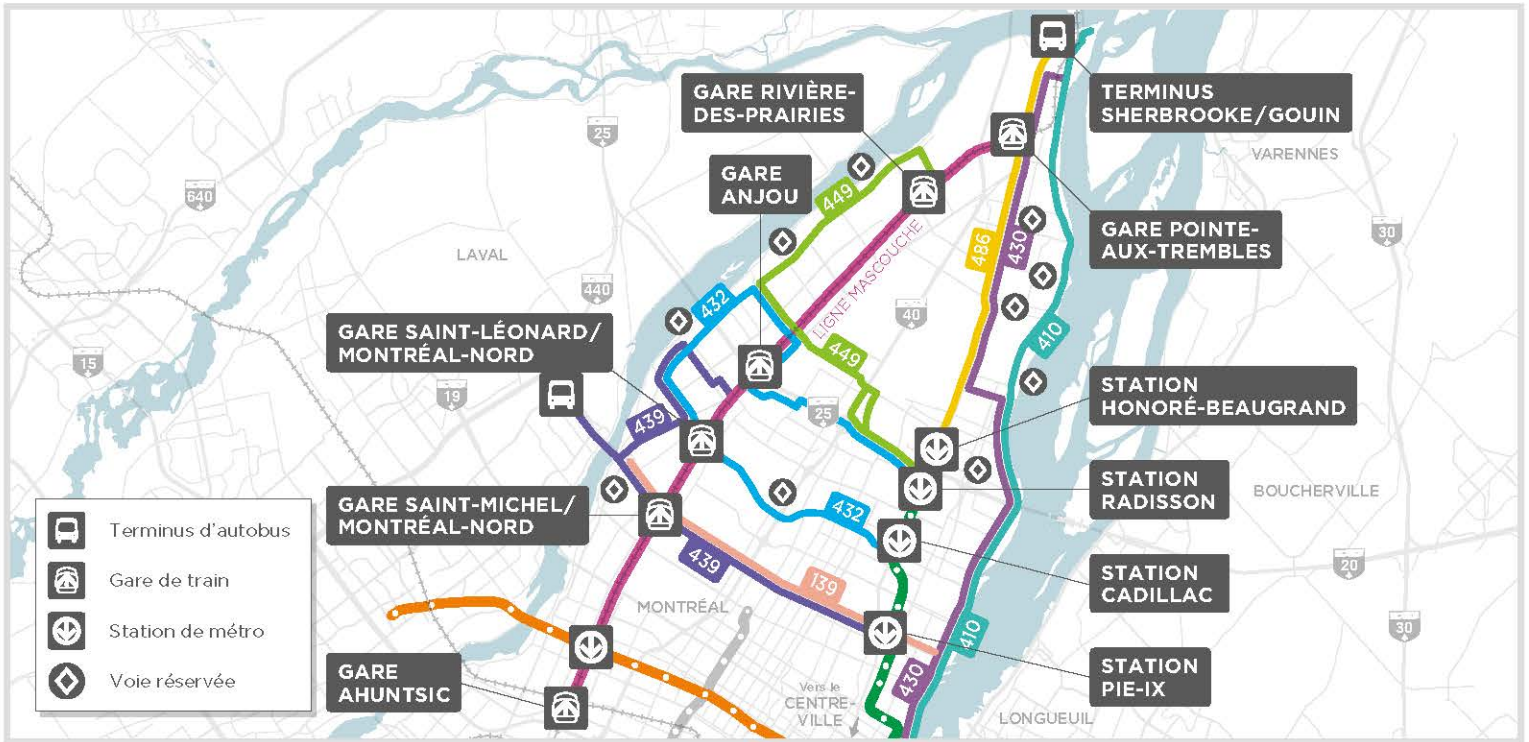 TERMINUS
SHERBROOKE/GOUIN
GARE RIVIÈRE-
DES-PRAIRIES
VARENNES
25
GARE
ANJOU
449
640
GARE POINTE-
AUX-TREMBLES
30
LAVAL
486
430
LIGNE MASCOUCHE
440
432
40
410
GARE SAINT-LÉONARD/
MONTRÉAL-NORD
449
15
19
STATION
HONORÉ-BEAUGRAND
25
439
STATION
RADISSON
BOUCHERVILLE
GARE SAINT-MICHEL/
MONTRÉAL-NORD
432
Terminus d'autobus
439
139
STATION
CADILLAC
20
Gare de train
MONTRÉAL
30
Station de métro
410
STATION
PIE-IX
GARE
AHUNTSIC
430
Voie réservée
Vers le
CENTRE-
VILLE
LONGUEUIL